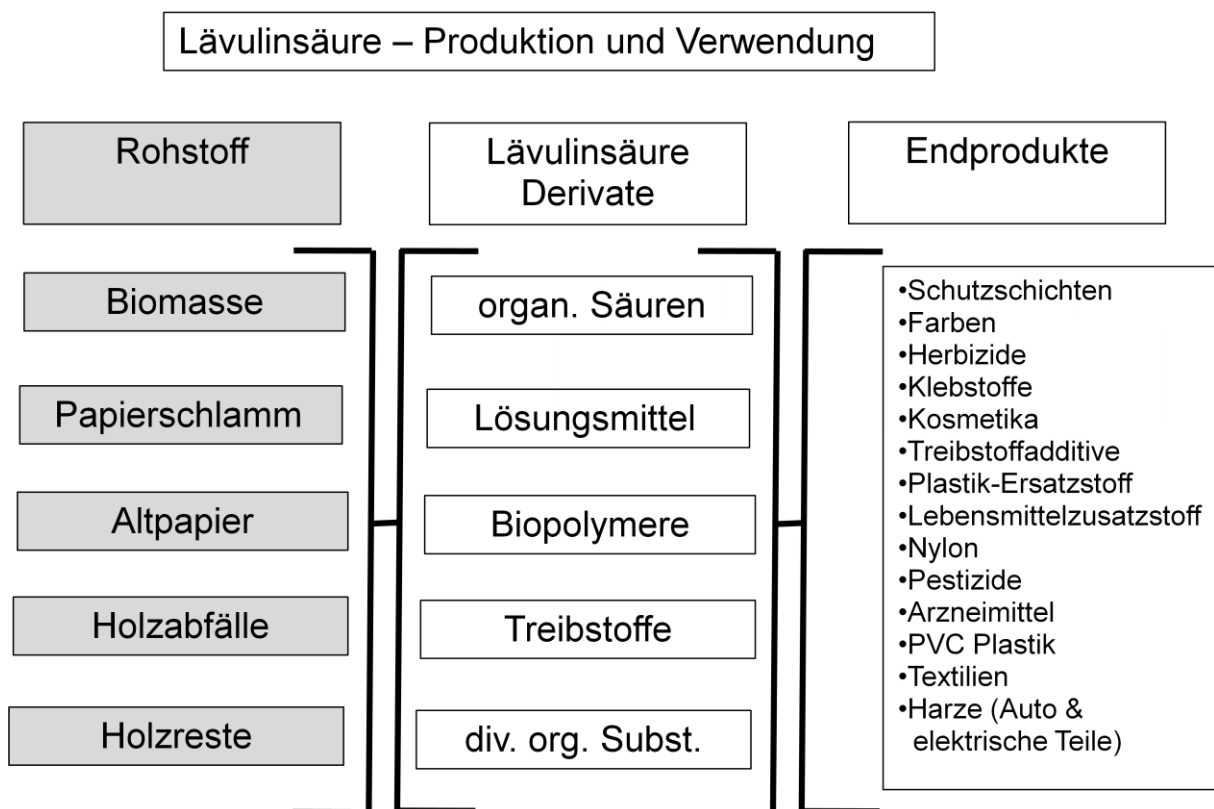 Lävulinsäure – Produktion und Verwendung
Rohstoff
Lävulinsäure
Derivate
Endprodukte
Biomasse
Papierschlamm
Altpapier
Holzabfälle
Holzreste
organ. Säuren
Lösungsmittel
Biopolymere
Treibstoffe
div. org. Subst.
•Schutzschichten
•Farben
•Herbizide
•Klebstoffe
•Kosmetika
•Treibstoffadditive
•Plastik-Ersatzstoff
•Lebensmittelzusatzstoff
•Nylon
•Pestizide
•Arzneimittel
•PVC Plastik
•Textilien
•Harze (Auto &
elektrische Teile)